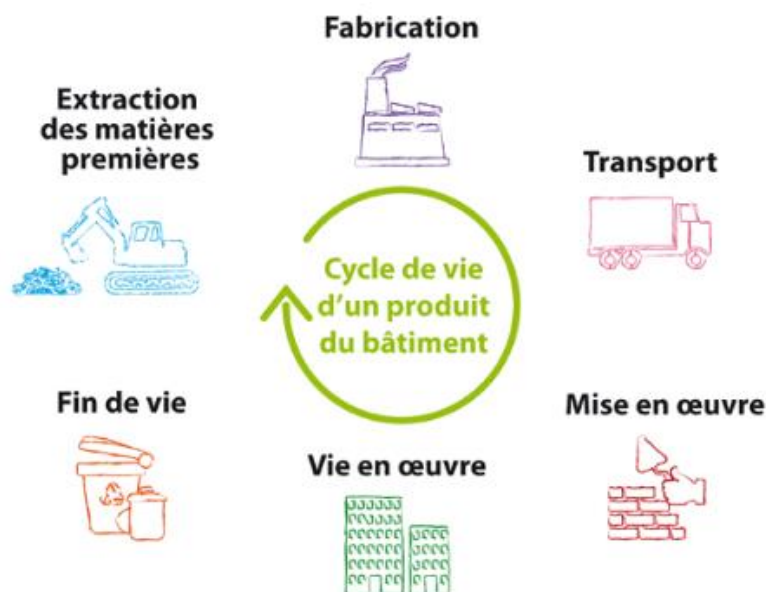 Fabrication
Extraction
des matières
premières
Transport
Cycle de vie
d'un produit
du bâtiment
Fin de vie
Mise en œuvre
Vie en œuvre